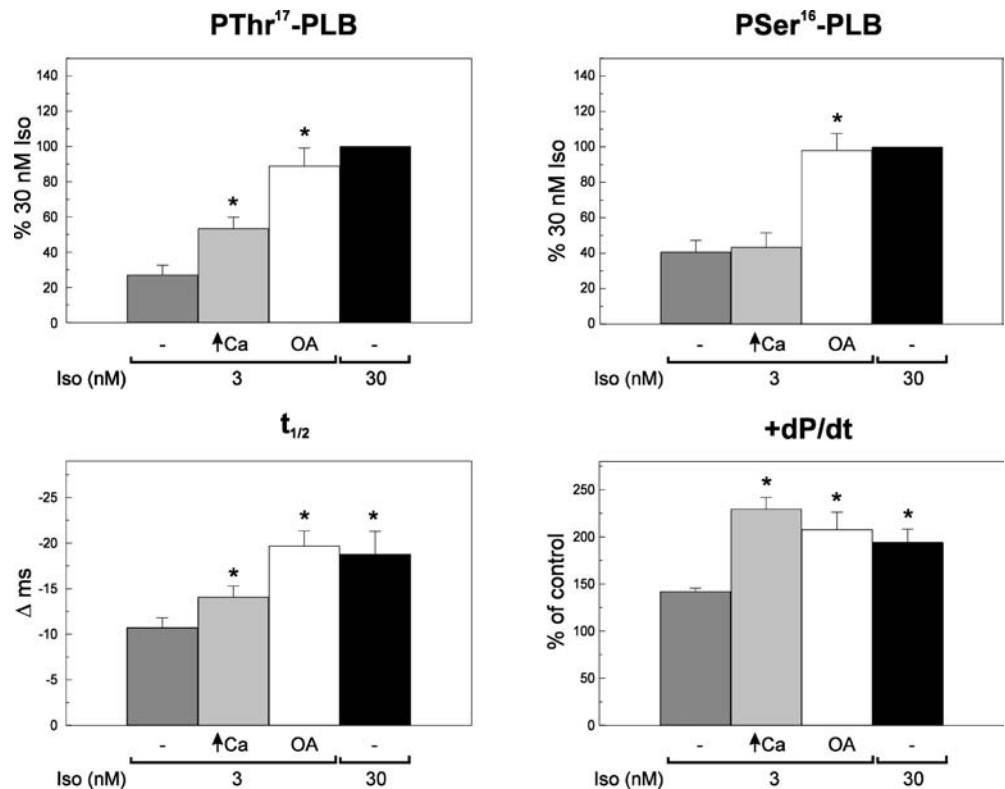 PThr¹⁷-PLB
% 30 nM Iso
140
120
100
80
60
40
20
0
*
*
- ↑Ca OA -
Iso (nM) 3 30
PSer¹⁶-PLB
% 30 nM Iso
140
120
100
80
60
40
20
0
*
- ↑Ca OA -
Iso (nM) 3 30
t₁/₂
Δ ms
-25
-20
-15
-10
-5
0
*
*
*
- ↑Ca OA -
Iso (nM) 3 30
+dP/dt
% of control
250
200
150
100
50
0
*
*
*
- ↑Ca OA -
Iso (nM) 3 30